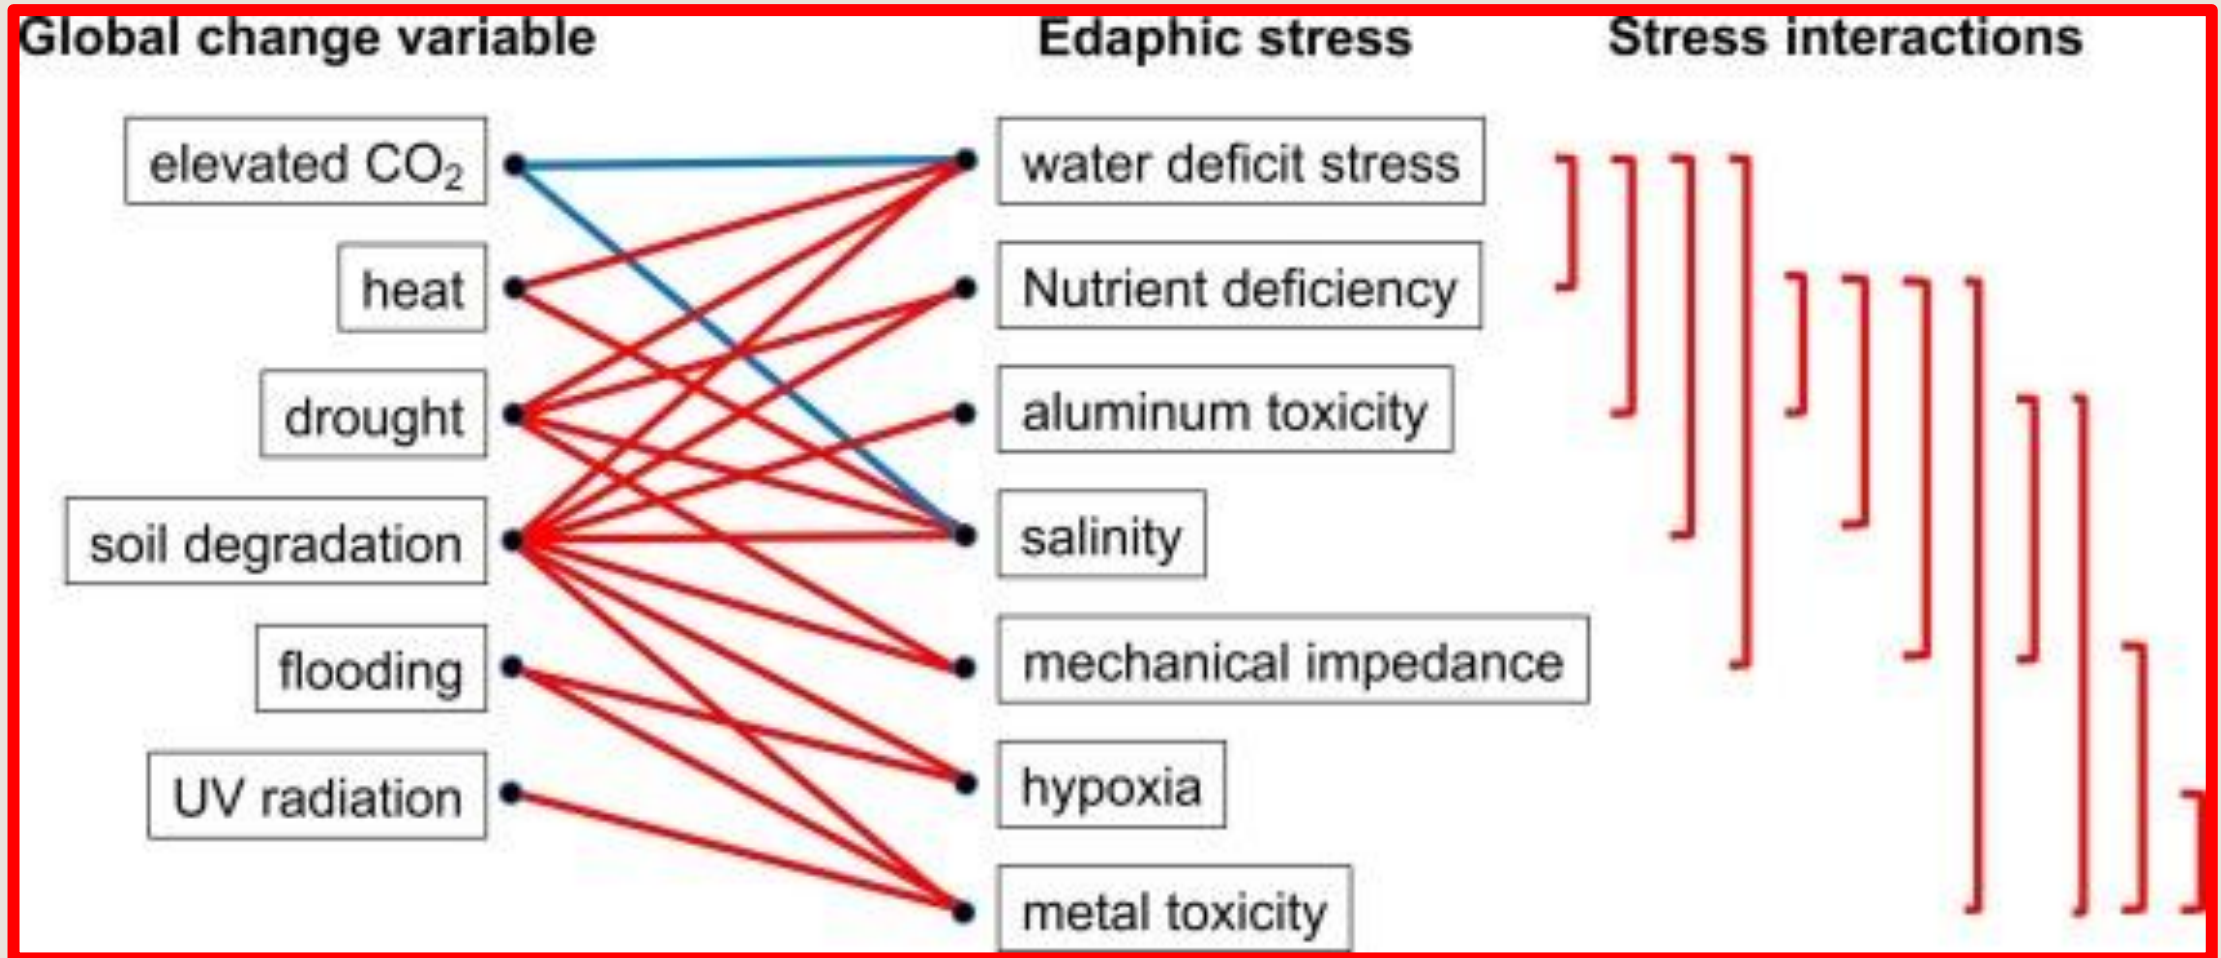 Global change variable
Edaphic stress
Stress interactions
elevated CO₂
heat
drought
soil degradation
flooding
UV radiation
water deficit stress
Nutrient deficiency
aluminum toxicity
salinity
mechanical impedance
hypoxia
metal toxicity